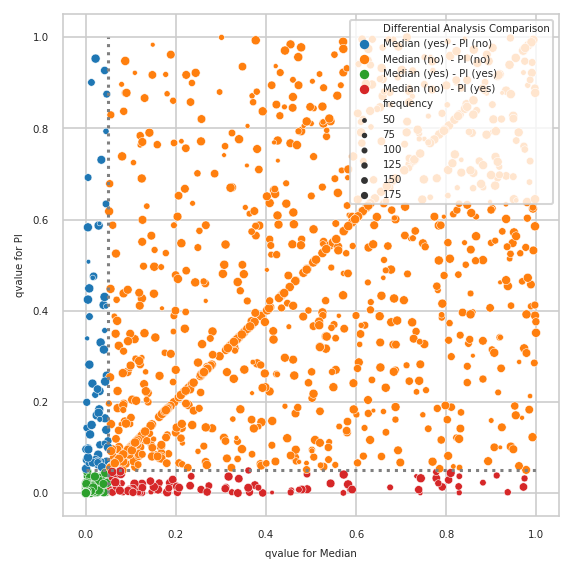 Differential Analysis Comparison
Median (yes) - PI (no)
Median (no)  - PI (no)
Median (yes) - PI (yes)
Median (no)  - PI (yes)
frequency
50
75
100
125
150
175
1.0
0.8
0.6
0.4
0.2
0.0
qvalue for PI
0.0 0.2 0.4 0.6 0.8 1.0
qvalue for Median